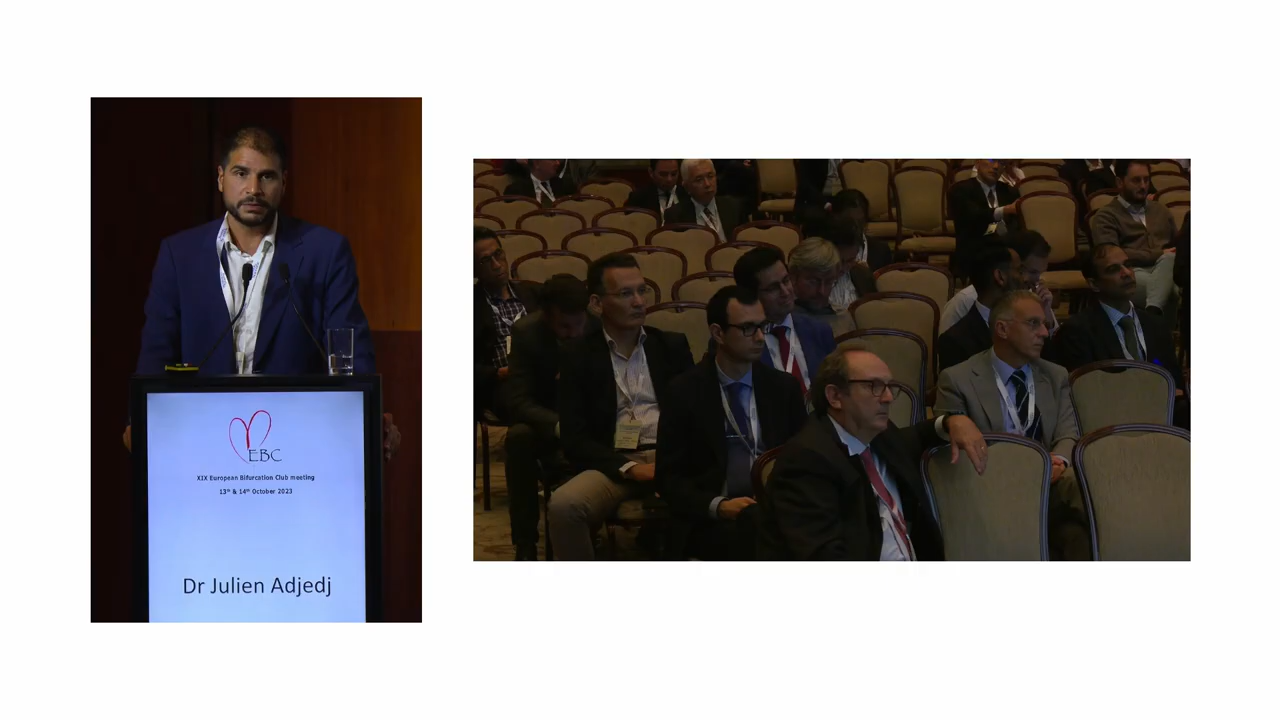 EBC
XIX European Bifurcation Club meeting
13th & 14th October 2023
Dr Julien Adjedj